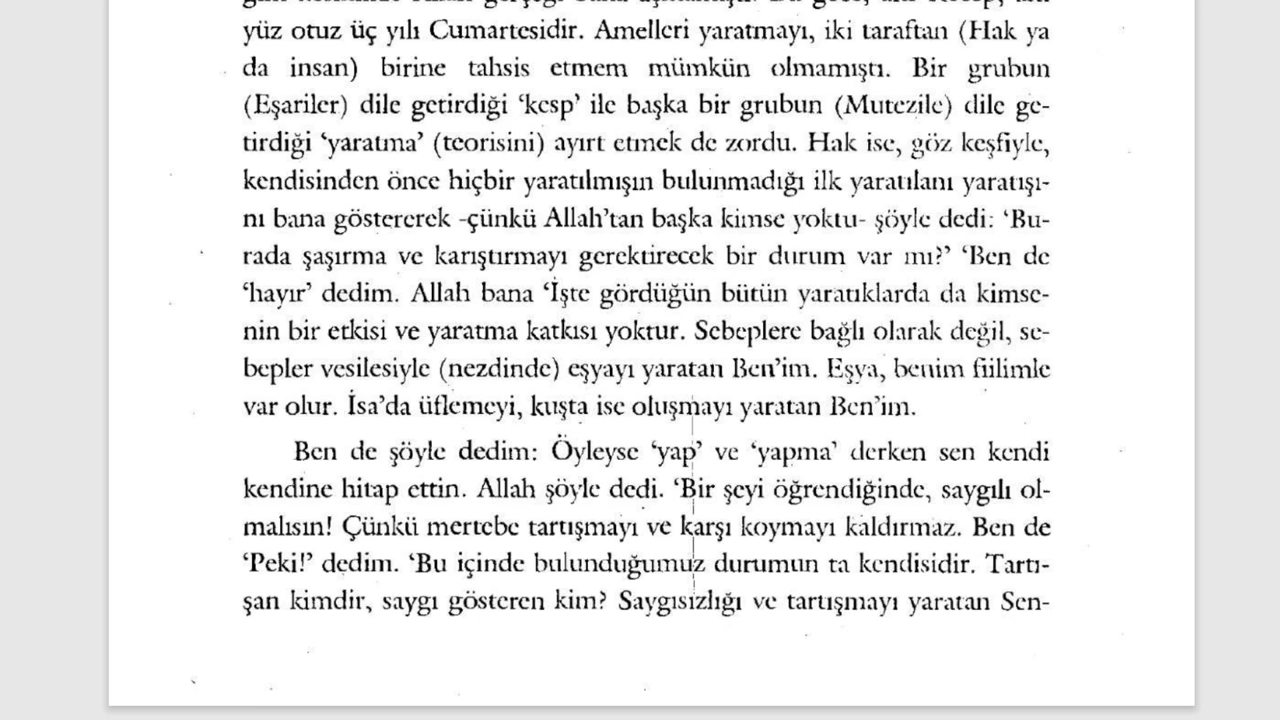 yüz otuz üç yılı Cumartesidir. Amelleri yaratmayı, iki taraftan (Hak ya
da insan) birine tahsis etmem mümkün olmamıştı. Bir grubun
(Eşariler) dile getirdiği ‘kesp’ ile başka bir grubun (Mutezile) dile ge-
tirdiği ‘yaratma’ (teorisini) ayırt etmek de zordu. Hak ise, göz keşfiyle,
kendisinden önce hiçbir yaratılmışın bulunmadığı ilk yaratılanı yaratışı-
nı bana göstererek -çünkü Allah’tan başka kimse yoktu- şöyle dedi: ‘Bu-
rada şaşırma ve karıştırmayı gerektirecek bir durum var mı?’ ‘Ben de
‘hayır’ dedim. Allah bana ‘İşte gördüğün bütün yaratıklarda da kimse-
nin bir etkisi ve yaratma katkısı yoktur. Sebeplere bağlı olarak değil, se-
bepler vesilesiyle (nezdinde) eşyayı yaratan Ben’im. Eşya, benim fiilimle
var olur. İsa’da üflemeyi, kuşta ise oluşmayı yaratan Ben’im.
Ben de şöyle dedim: Öyleyse ‘yap’ ve ‘yapma’ derken sen kendi
kendine hitap ettin. Allah şöyle dedi. ‘Bir şeyi öğrendiğinde, saygılı ol-
malısın! Çünkü mertebe tartışmayı ve karşı koymayı kaldırmaz. Ben de
‘Peki!’ dedim. ‘Bu içinde bulunduğumuz durumun ta kendisidir. Tartı-
şan kimdir, saygı gösteren kim? Saygısızlığı ve tartışmayı yaratan Sen-